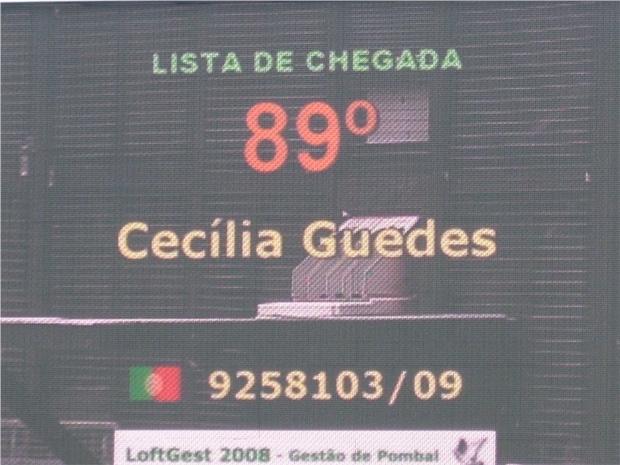 LISTA DE CHEGADA
89º
Cecília Guedes
9258103/09
LoftGest 2008 - Gestão de Pombal